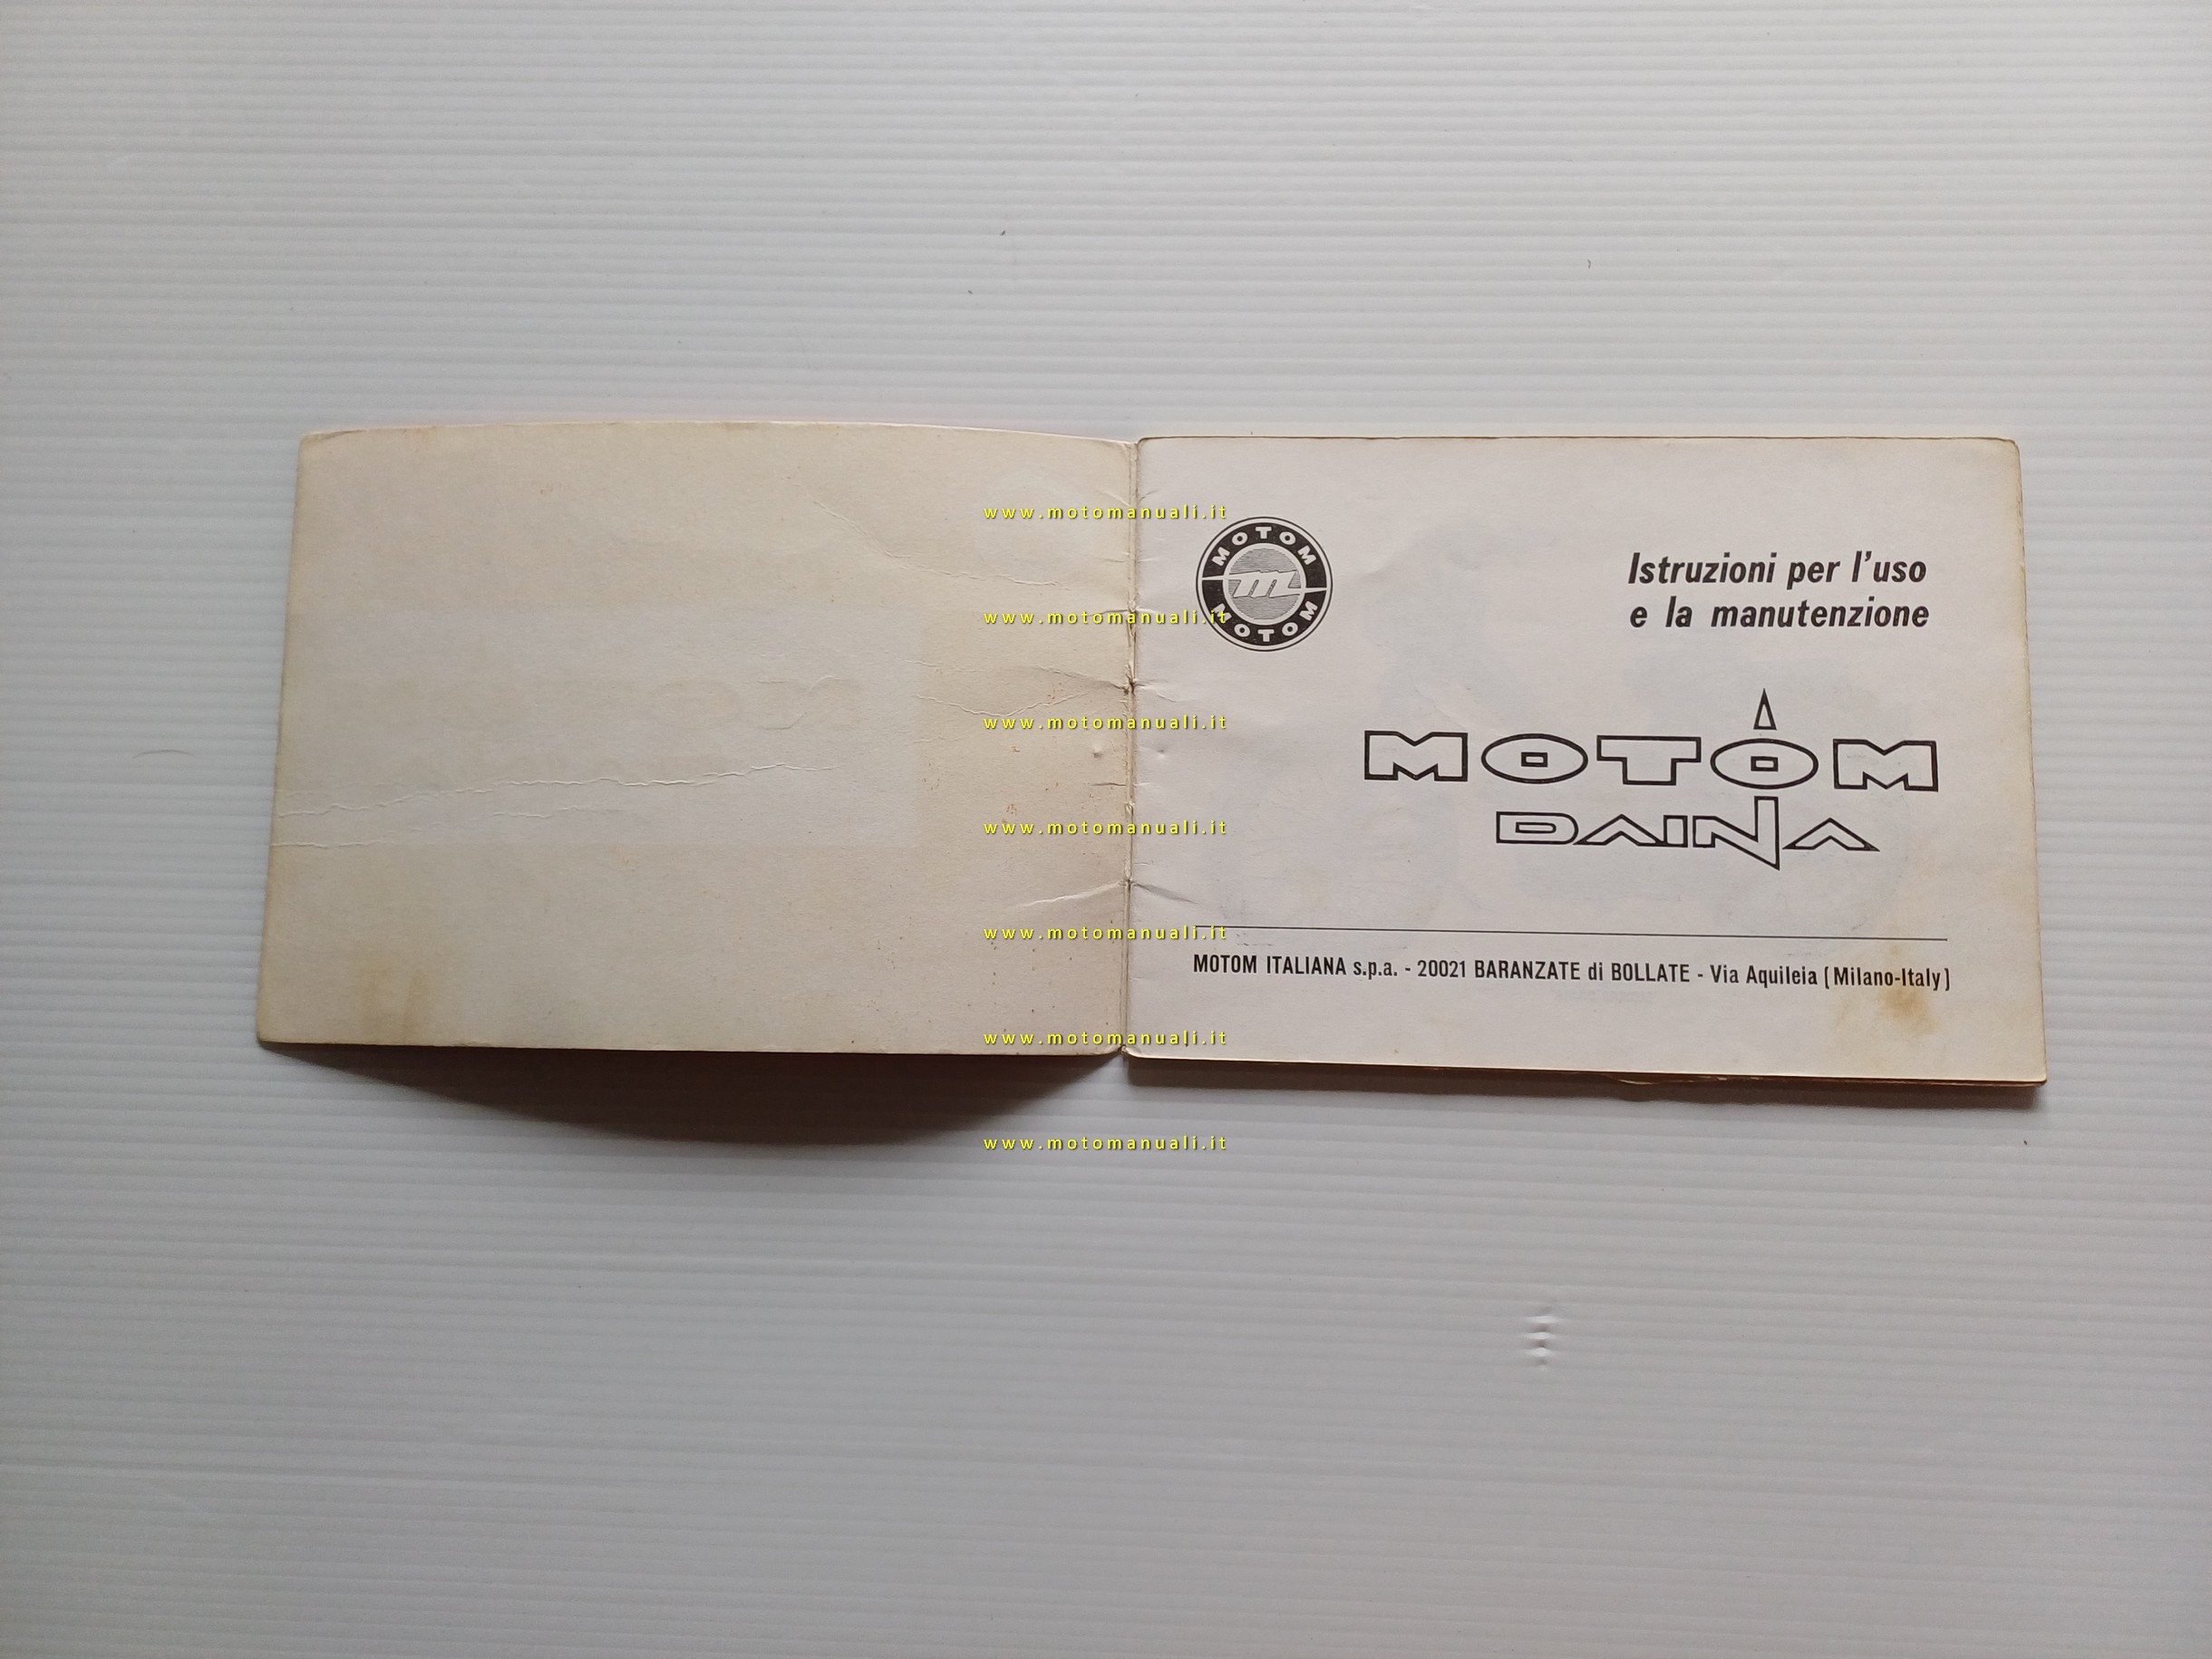 www.motomanuali.it
MOTOM
m
MOTOM
www.motomanuali.it
Istruzioni per l'uso
e la manutenzione
www.motomanuali.it
MOTOM
DAINA
www.motomanuali.it
www.motomanuali.it
MOTOM ITALIANA s.p.a. - 20021 BARANZATE di BOLLATE - Via Aquileia (Milano-Italy)
www.motomanuali.it
www.motomanuali.it